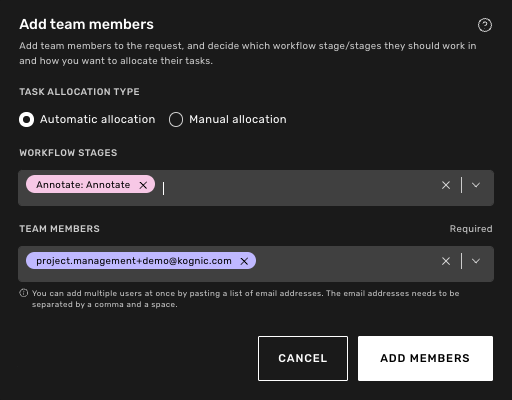 Add team members
Add team members to the request, and decide which workflow stage/stages they should work in
and how you want to allocate their tasks.
TASK ALLOCATION TYPE
Automatic allocation Manual allocation
WORKFLOW STAGES
Annotate: Annotate
TEAM MEMBERS Required
project.management+demo@kognic.com
You can add multiple users at once by pasting a list of email addresses. The email addresses needs to be
separated by a comma and a space.
CANCEL ADD MEMBERS